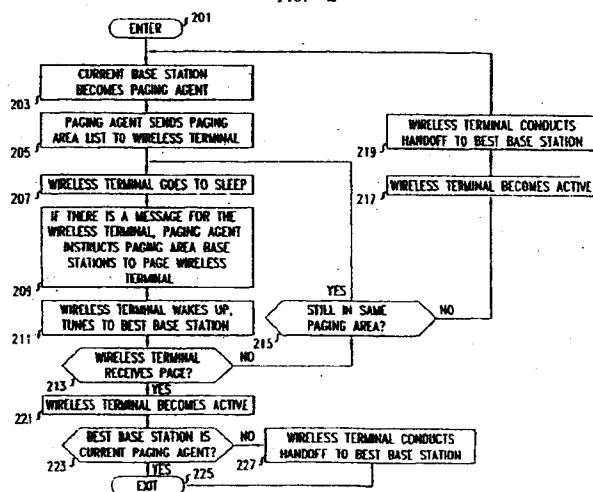 ENTER
201
CURRENT BASE STATION
BECOMES PAGING AGENT
203
PAGING AGENT SENDS PAGING
AREA LIST TO WIRELESS TERMINAL
205
WIRELESS TERMINAL GOES TO SLEEP
207
IF THERE IS A MESSAGE FOR THE
WIRELESS TERMINAL, PAGING AGENT
INSTRUCTS PAGING AREA BASE
STATIONS TO PAGE WIRELESS
TERMINAL
209
WIRELESS TERMINAL WAKES UP,
TUNES TO BEST BASE STATION
211
WIRELESS TERMINAL
RECEIVES PAGE?
213
NO
YES
STILL IN SAME
PAGING AREA?
215
YES
NO
WIRELESS TERMINAL BECOMES ACTIVE
217
WIRELESS TERMINAL CONDUCTS
HANDOFF TO BEST BASE STATION
219
WIRELESS TERMINAL BECOMES ACTIVE
221
BEST BASE STATION IS
CURRENT PAGING AGENT?
223
NO
YES
WIRELESS TERMINAL CONDUCTS
HANDOFF TO BEST BASE STATION
227
225
EXIT